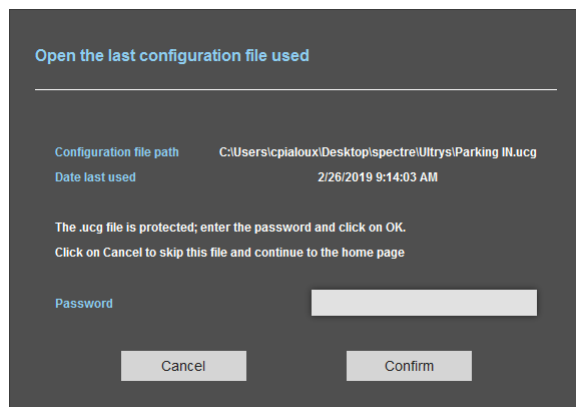 Open the last configuration file used
Configuration file path C:\Users\cpialoux\Desktop\spectre\Ultrys\Parking IN.ucg
Date last used 2/26/2019 9:14:03 AM
The .ucg file is protected; enter the password and click on OK.
Click on Cancel to skip this file and continue to the home page
Password
Cancel Confirm